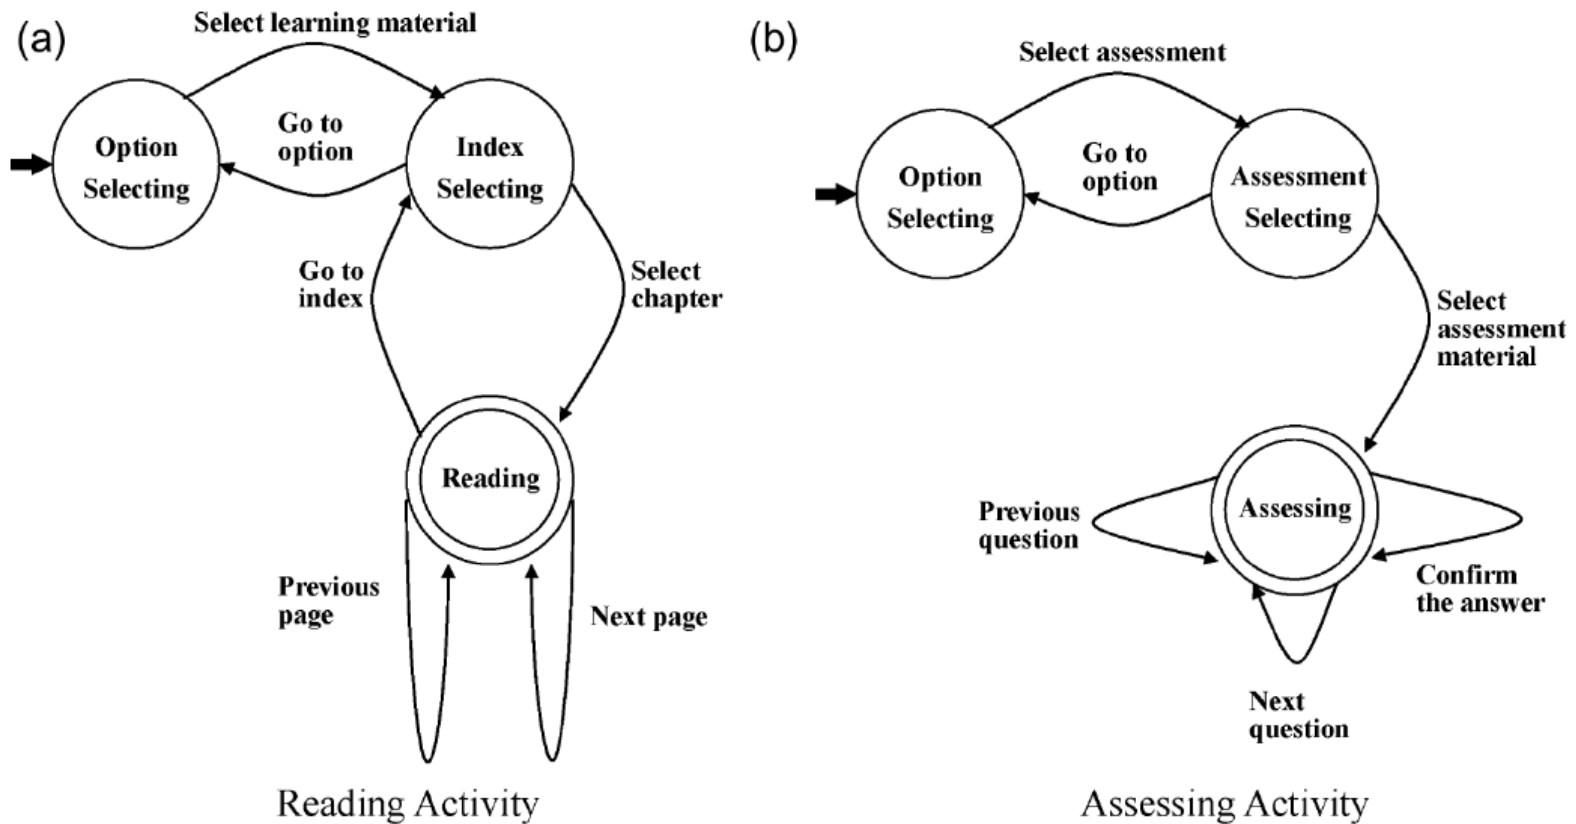 (a)
Select learning material
Option
Selecting
Go to
option
Index
Selecting
Go to
index
Select
chapter
Reading
Previous
page
Next page
Reading Activity
(b)
Select assessment
Option
Selecting
Go to
option
Assessment
Selecting
Select
assessment
material
Assessing
Previous
question
Confirm
the answer
Next
question
Assessing Activity